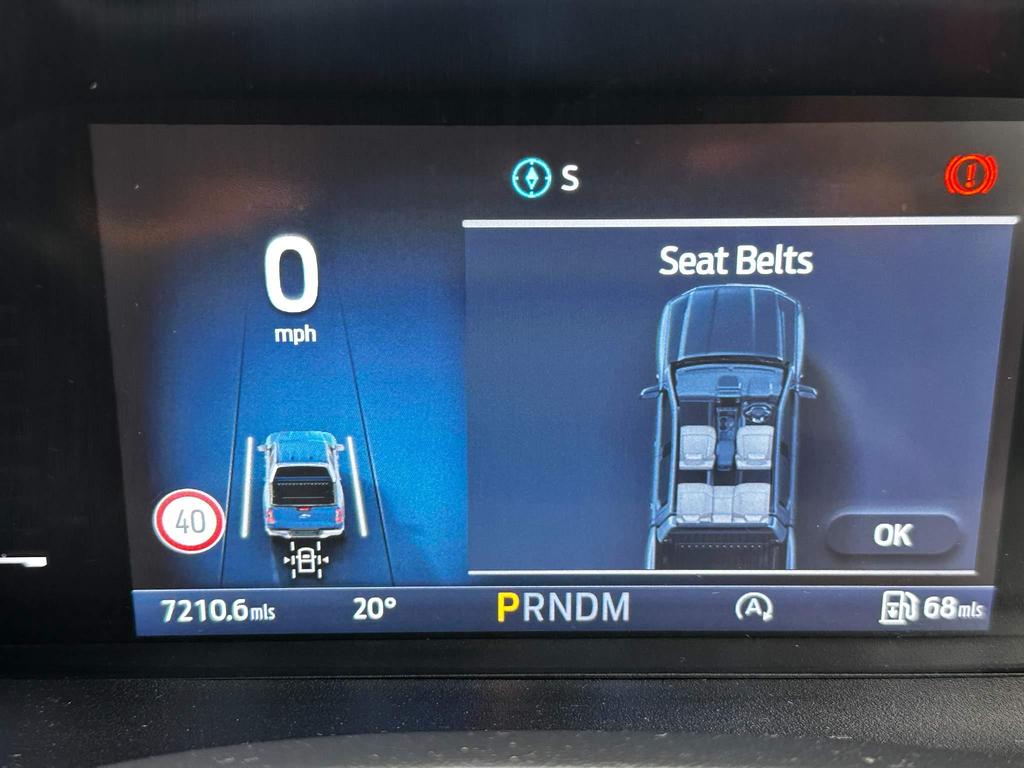 S
Seat Belts
0
mph
40
OK
7210.6mls 20° PRNDM A 68mls